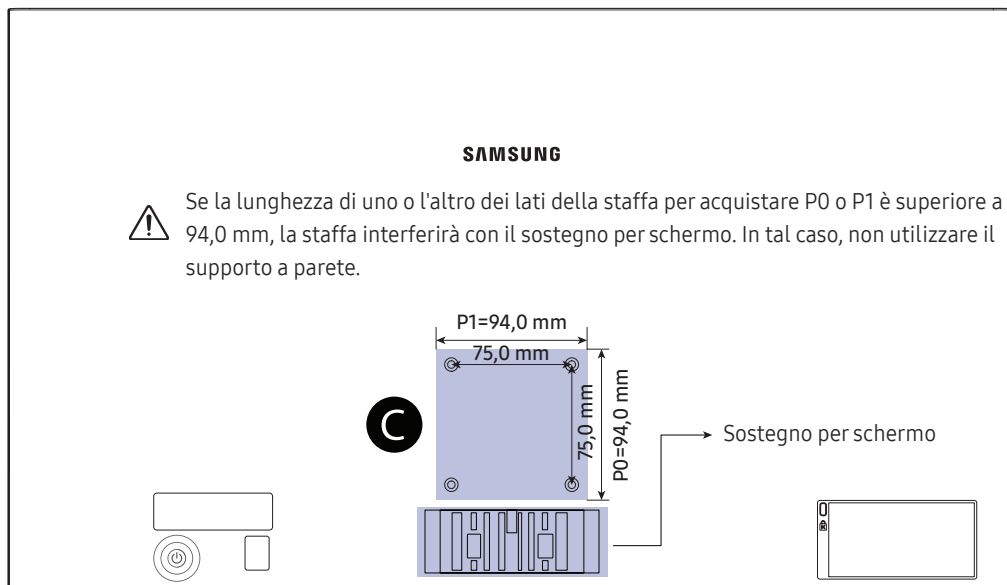 SAMSUNG
Se la lunghezza di uno o l'altro dei lati della staffa per acquistare P0 o P1 è superiore a
94,0 mm, la staffa interferirà con il sostegno per schermo. In tal caso, non utilizzare il
supporto a parete.
P1=94,0 mm
75,0 mm
75,0 mm
P0=94,0 mm
C
Sostegno per schermo